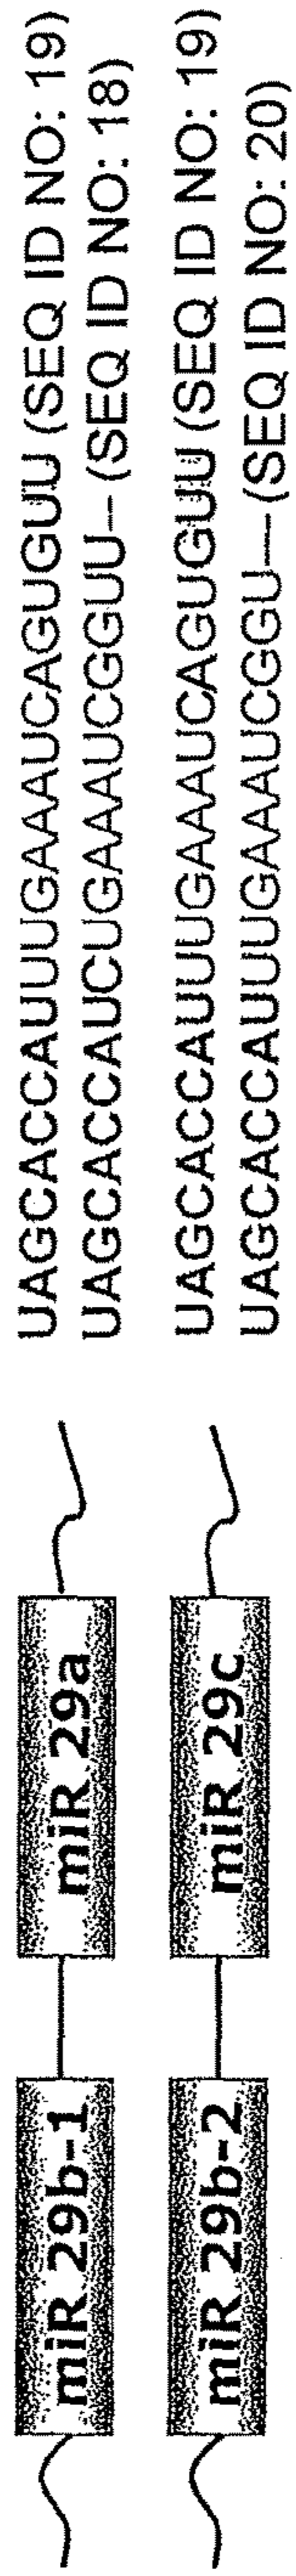 miR 29b-1 miR 29a UAGCACCAUUUGAAAUCAGUGUU (SEQ ID NO: 19)
UAGCACCAUCUGAAAUCGGUU-- (SEQ ID NO: 18)
miR 29b-2 miR 29c UAGCACCAUUUGAAAUCAGUGUU (SEQ ID NO: 19)
UAGCACCAUUUGAAAUCGGU--- (SEQ ID NO: 20)